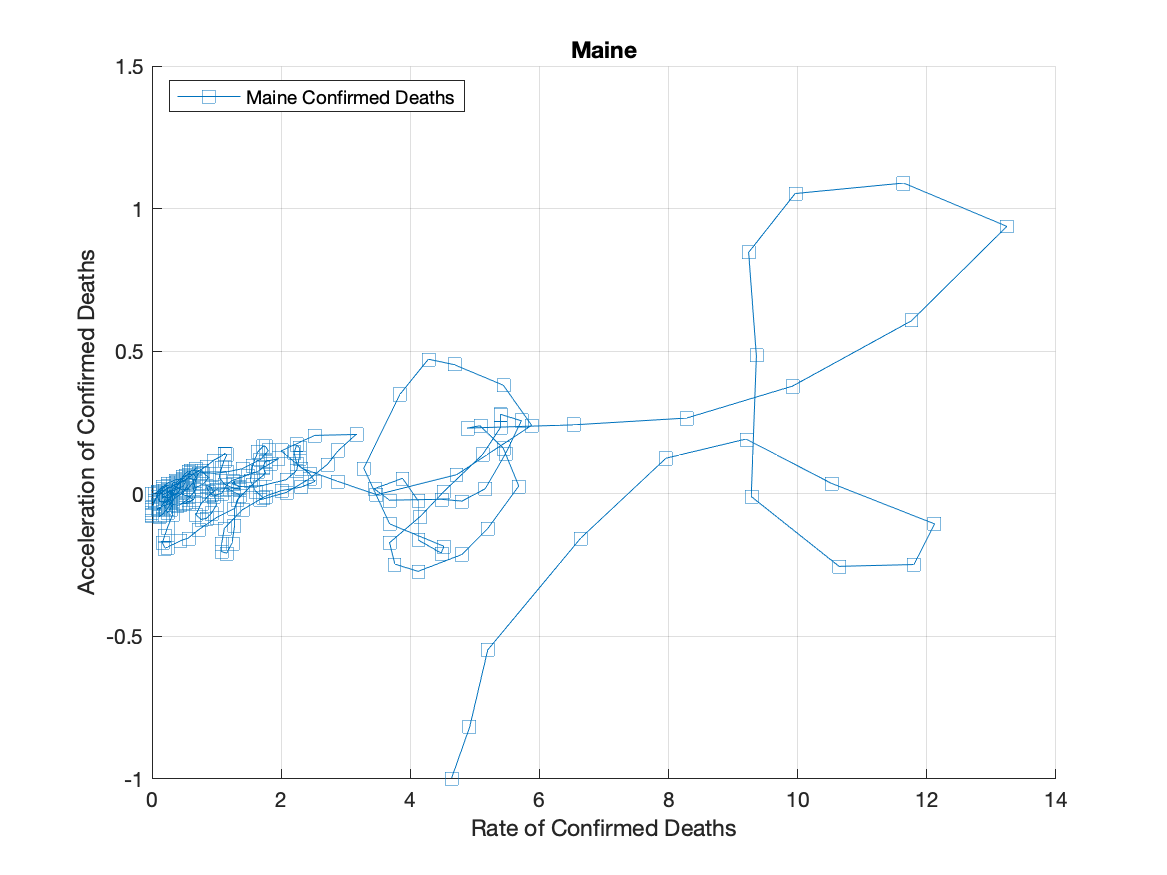 Maine
1.5
Maine Confirmed Deaths
1
0.5
0
-0.5
-1
Acceleration of Confirmed Deaths
0 2 4 6 8 10 12 14
Rate of Confirmed Deaths